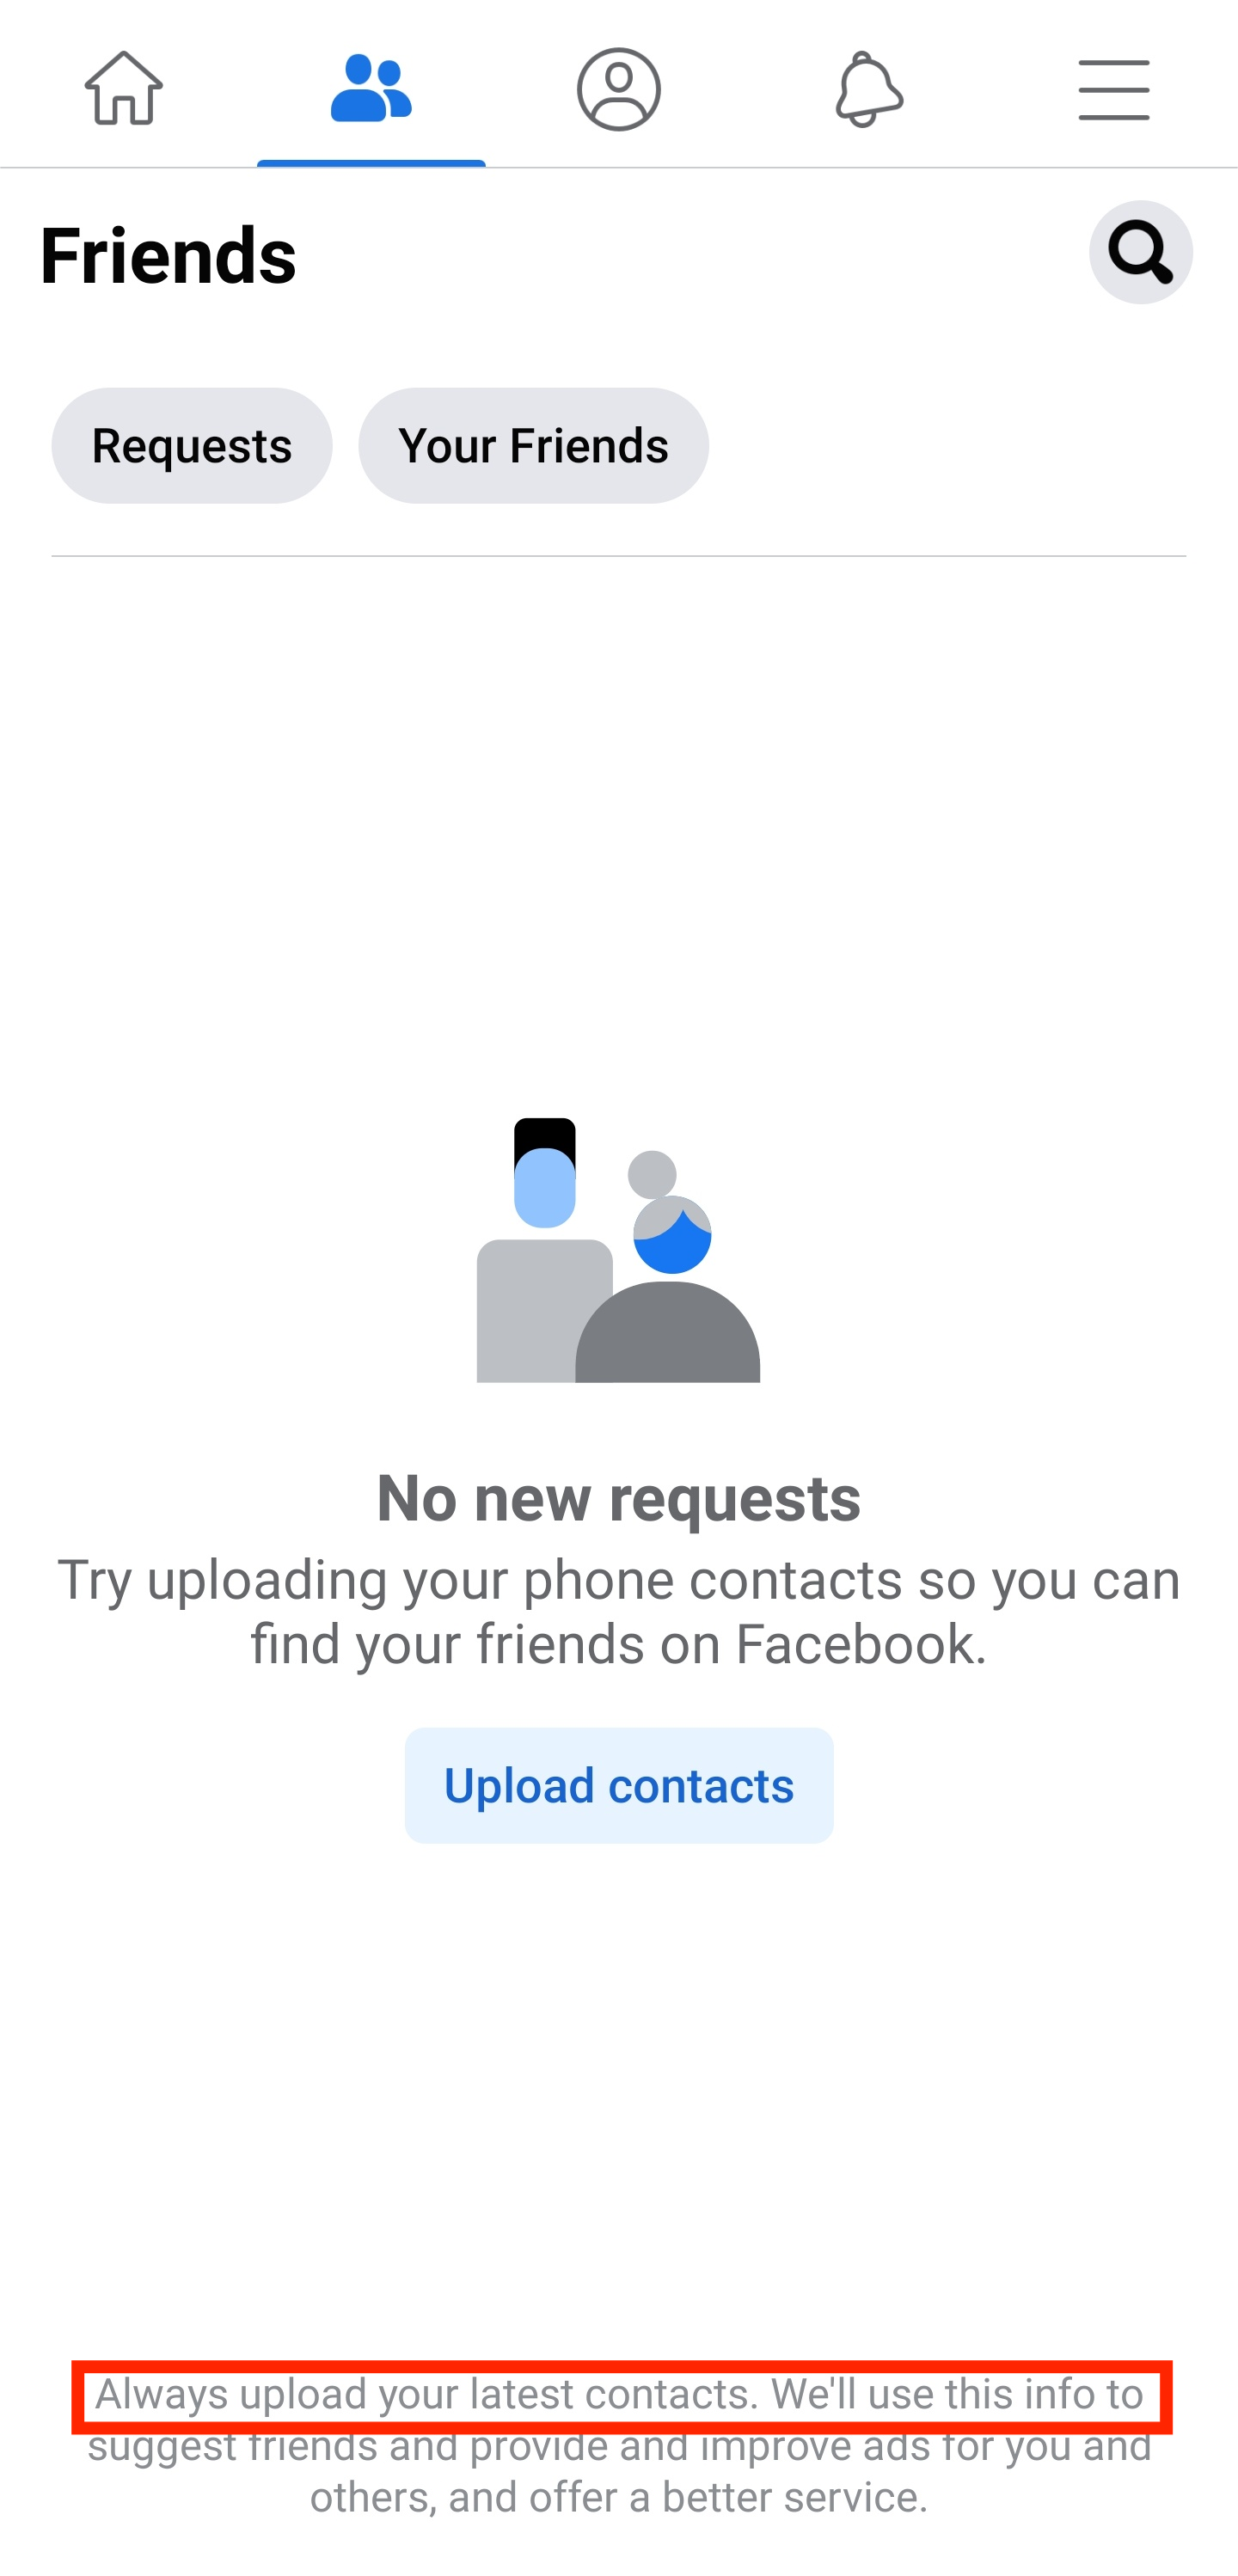 Friends
Requests
Your Friends
No new requests
Try uploading your phone contacts so you can
find your friends on Facebook.
Upload contacts
Always upload your latest contacts. We'll use this info to
suggest friends and provide and improve ads for you and
others, and offer a better service.